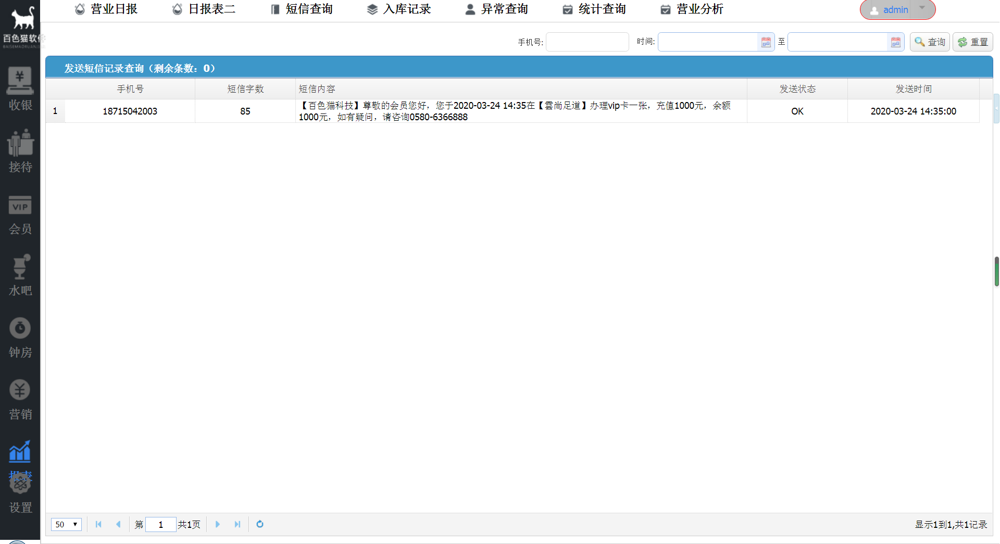 营业日报 日报表二 短信查询 入库记录 异常查询 统计查询 营业分析 admin
百色猫软件
手机号: 时间: 至 查询 重置
发送短信记录查询（剩余条数：0）
手机号 短信字数 短信内容 发送状态 发送时间
1 18715042003 85 【百色猫科技】尊敬的会员您好，您于2020-03-24 14:35在【雲尚足道】办理vip卡一张，充值1000元，余额
1000元，如有疑问，请咨询0580-6366888
OK 2020-03-24 14:35:00
收银
接待
VIP
会员
水吧
钟房
营销
报表
设置
50 第 1 共1页 显示1到1,共1记录